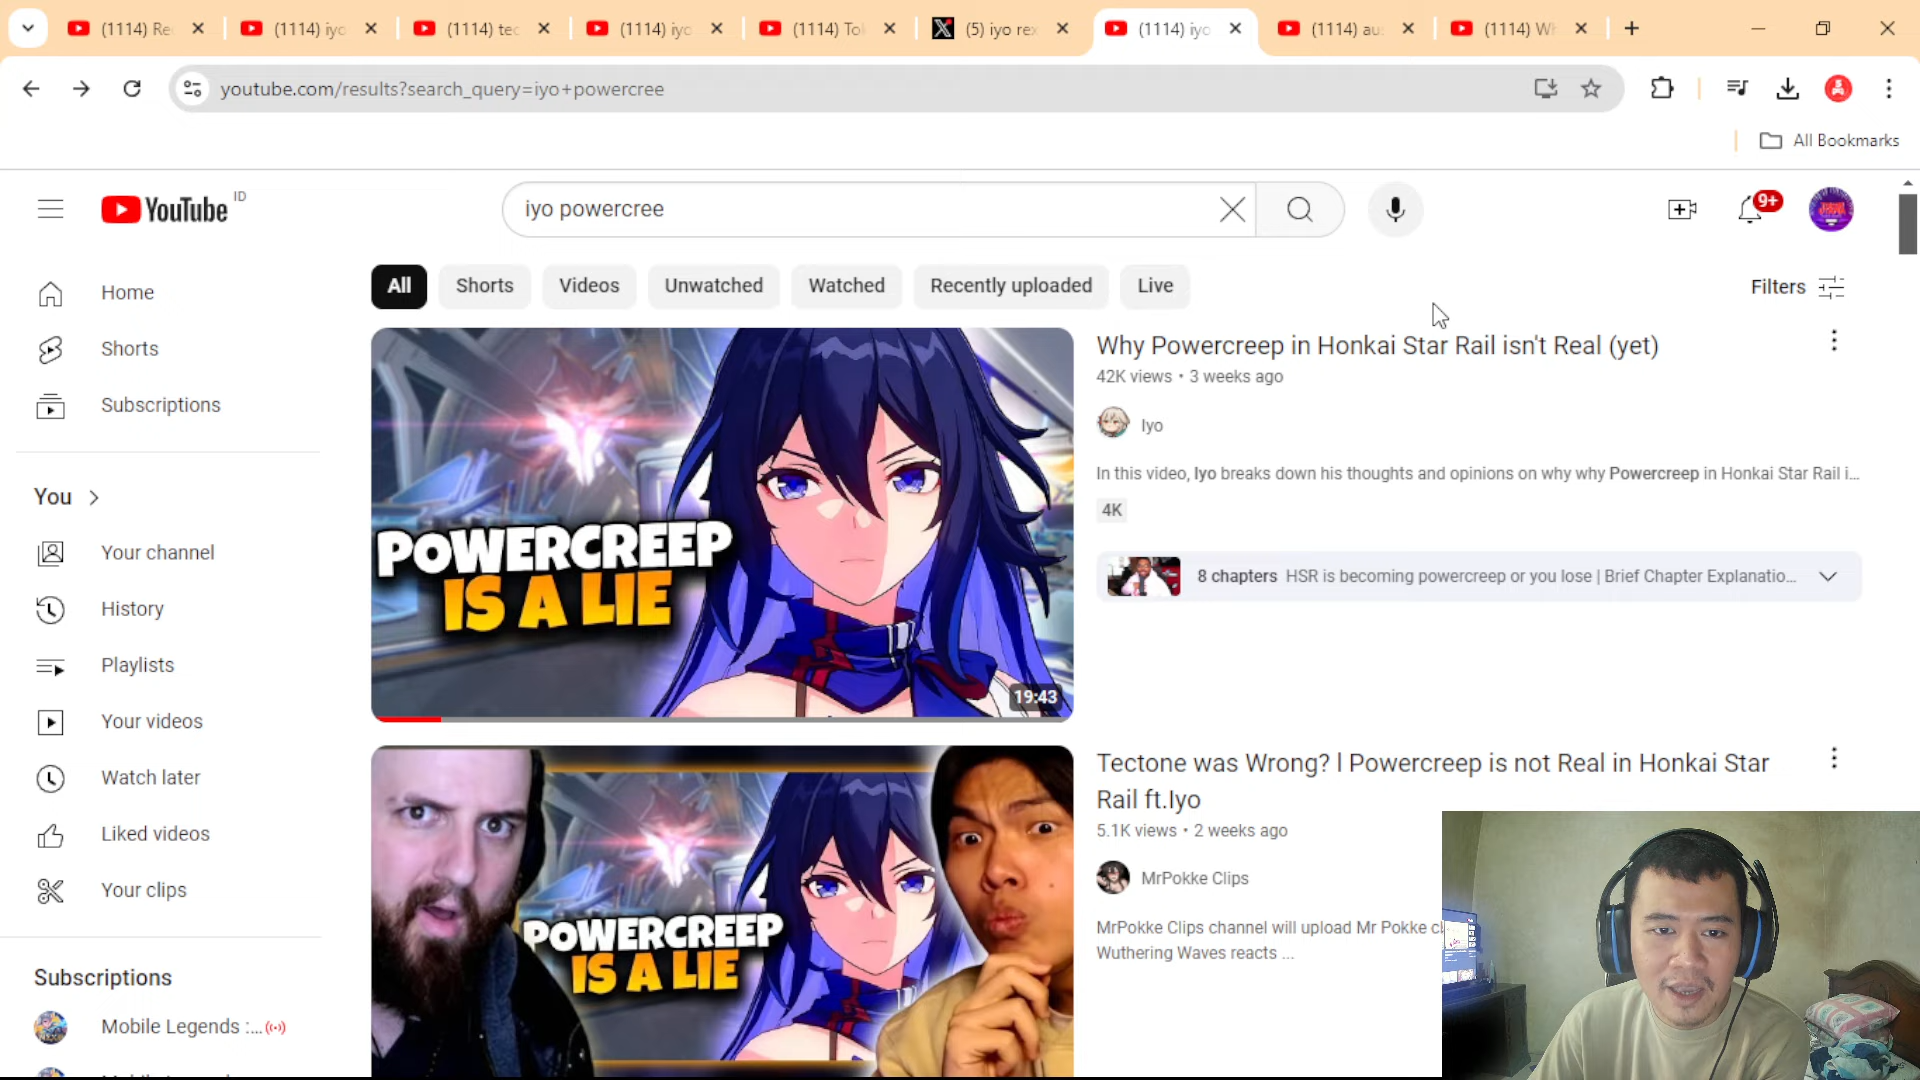 (1114) Re
(1114) iyo
(1114) tec
(1114) iyo
(1114) Tol
(5) iyo rex
(1114) iyo
(1114) au
(1114) Wh
youtube.com/results?search_query=iyo+powercree
All Bookmarks
YouTube ID
iyo powercree
9+
Home
Shorts
Subscriptions
You
Your channel
History
Playlists
Your videos
Watch later
Liked videos
Your clips
Subscriptions
Mobile Legends :...
All
Shorts
Videos
Unwatched
Watched
Recently uploaded
Live
Filters
POWERCREEP
IS A LIE
19:43
Why Powercreep in Honkai Star Rail isn't Real (yet)
42K views • 3 weeks ago
Iyo
In this video, Iyo breaks down his thoughts and opinions on why why Powercreep in Honkai Star Rail i...
4K
8 chapters HSR is becoming powercreep or you lose | Brief Chapter Explanatio...
POWERCREEP
IS A LIE
Tectone was Wrong? l Powercreep is not Real in Honkai Star
Rail ft.Iyo
5.1K views • 2 weeks ago
MrPokke Clips
MrPokke Clips channel will upload Mr Pokke cl
Wuthering Waves reacts ...